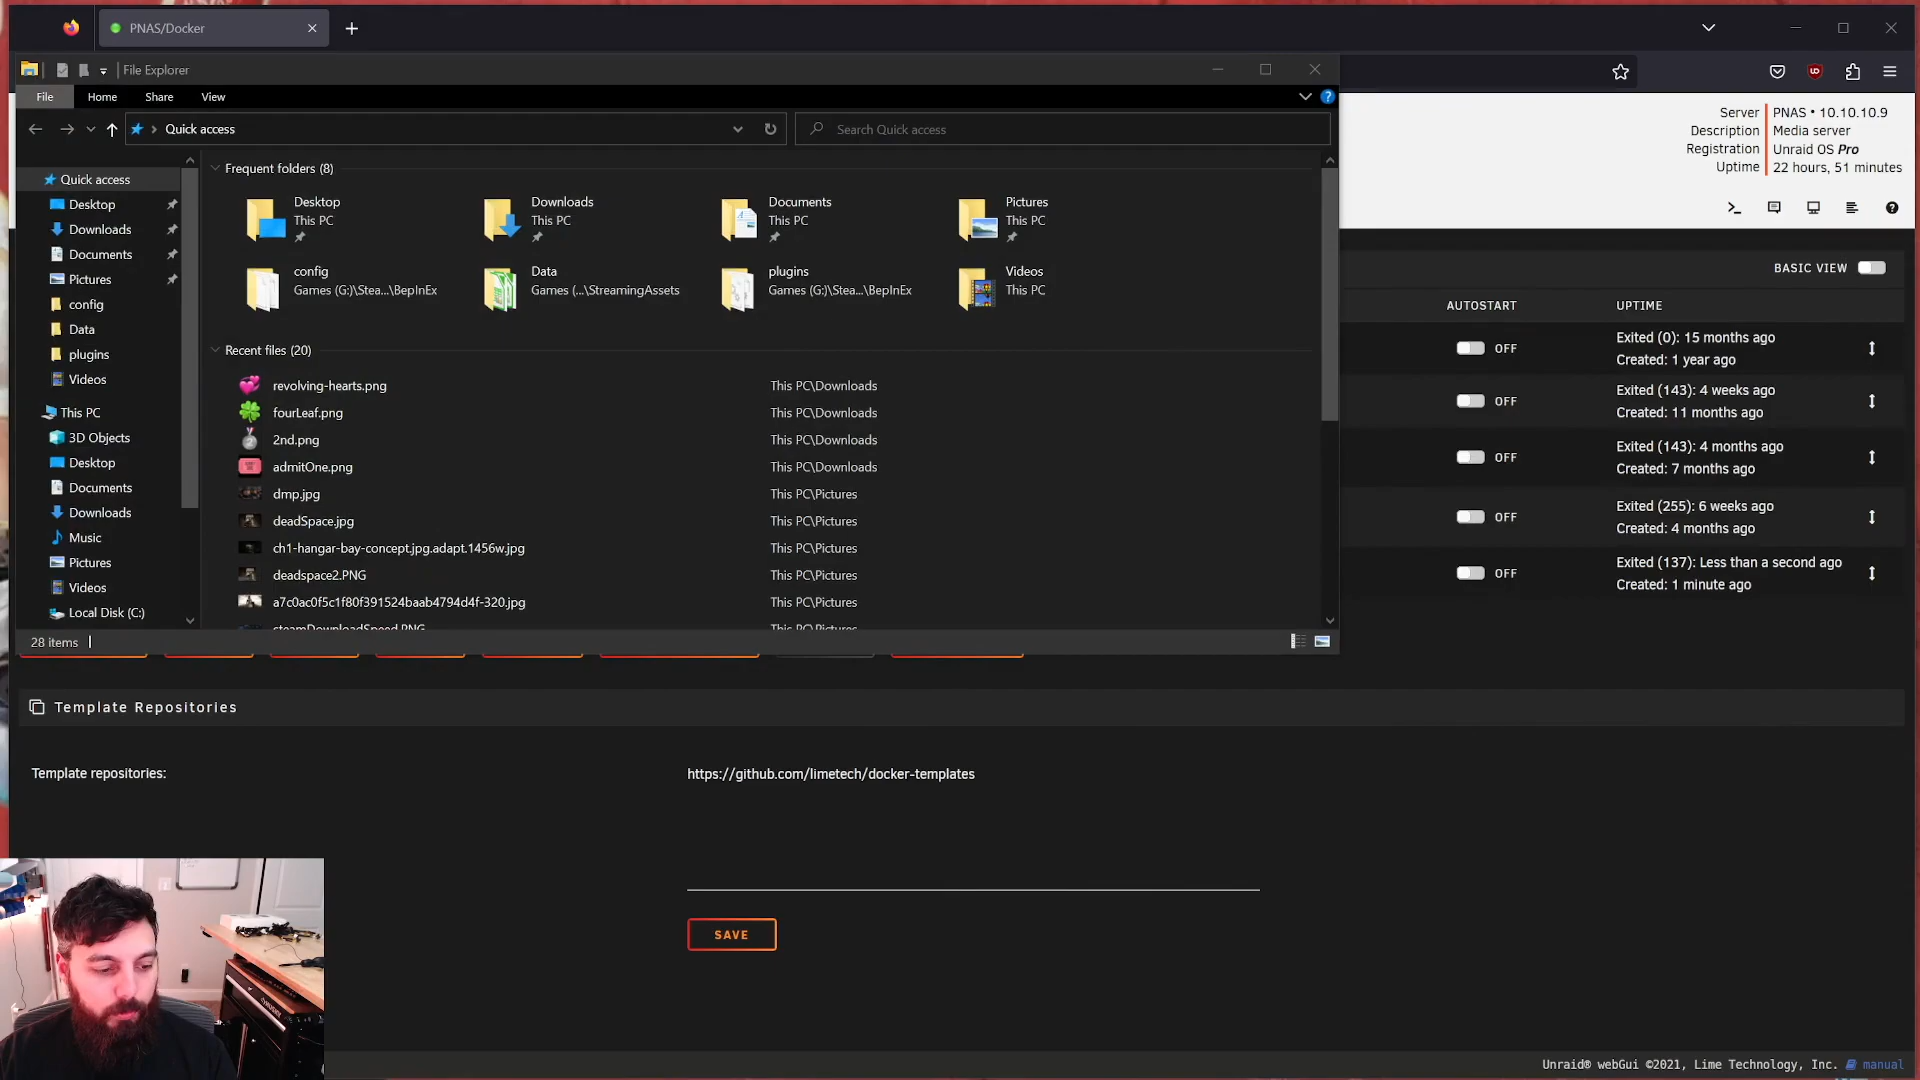 PNAS/Docker
File Explorer
File
Home
Share
View
Quick access
Search Quick access
Server
PNAS • 10.10.10.9
Description
Media server
Registration
Unraid OS Pro
Uptime
22 hours, 51 minutes
Quick access
Desktop
Downloads
Documents
Pictures
config
Data
plugins
Videos
This PC
3D Objects
Desktop
Documents
Downloads
Music
Pictures
Videos
Local Disk (C:)
Frequent folders (8)
Desktop
This PC
Downloads
This PC
Documents
This PC
Pictures
This PC
config
Games (G:)\Stea...\BepInEx
Data
Games (...\StreamingAssets
plugins
Games (G:)\Stea...\BepInEx
Videos
This PC
Recent files (20)
revolving-hearts.png
This PC\Downloads
fourLeaf.png
This PC\Downloads
2nd.png
This PC\Downloads
admitOne.png
This PC\Downloads
dmp.jpg
This PC\Pictures
deadSpace.jpg
This PC\Pictures
ch1-hangar-bay-concept.jpg.adapt.1456w.jpg
This PC\Pictures
deadspace2.PNG
This PC\Pictures
a7c0ac0f5c1f80f391524baab4794d4f-320.jpg
This PC\Pictures
steamDownloadSpeed.PNG
This PC\Pictures
28 items
BASIC VIEW
AUTOSTART
UPTIME
OFF
Exited (0): 15 months ago
Created: 1 year ago
OFF
Exited (143): 4 weeks ago
Created: 11 months ago
OFF
Exited (143): 4 months ago
Created: 7 months ago
OFF
Exited (255): 6 weeks ago
Created: 4 months ago
OFF
Exited (137): Less than a second ago
Created: 1 minute ago
Template Repositories
Template repositories:
https://github.com/limetech/docker-templates
SAVE
Unraid® webGui ©2021, Lime Technology, Inc.
manual